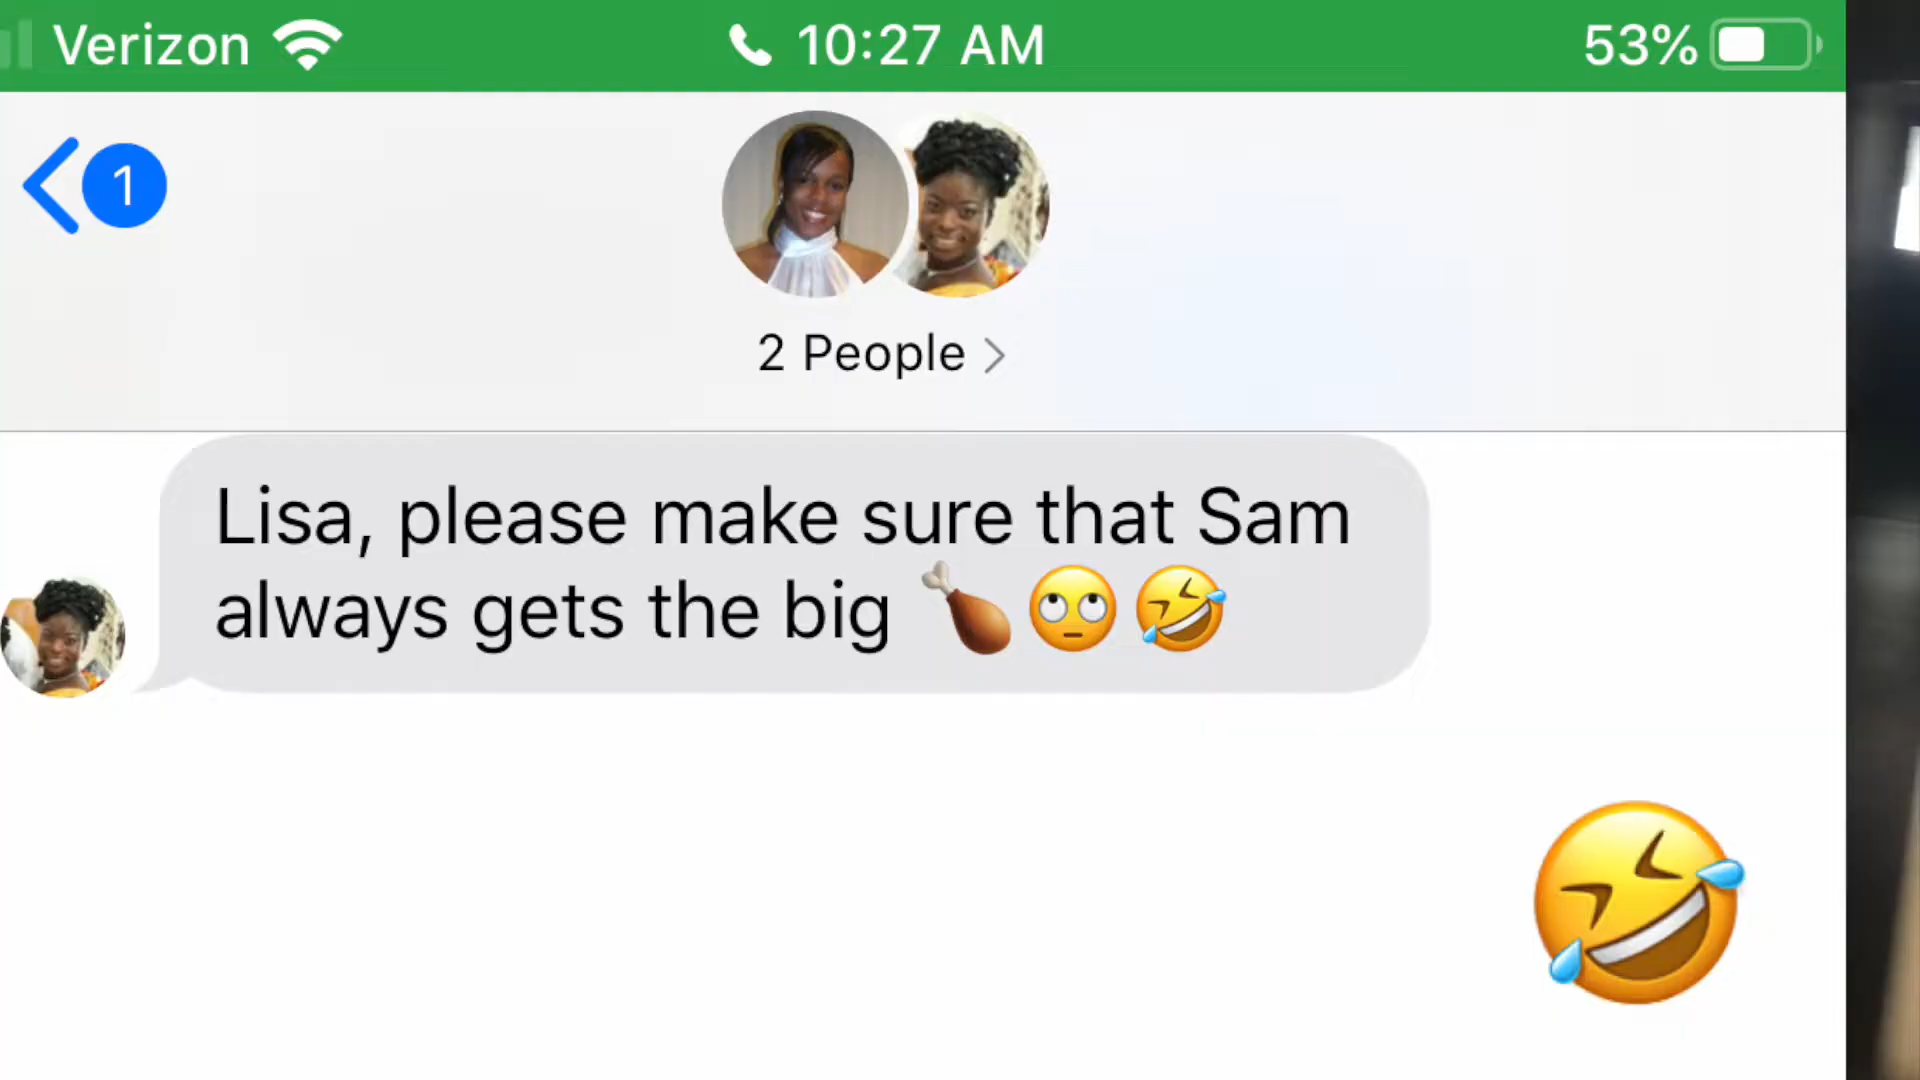 Verizon 10:27 AM 53%
1
2 People
Lisa, please make sure that Sam
always gets the big 🍗🙄🤣
🤣